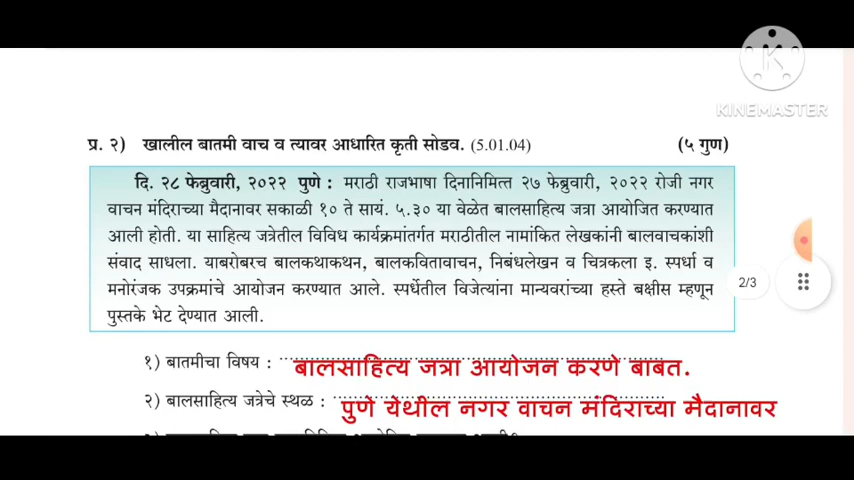 KINEMASTER
प्र. २) खालील बातमी वाच व त्यावर आधारित कृती सोडव. (5.01.04) (५ गुण)
दि. २८ फेब्रुवारी, २०२२ पुणे : मराठी राजभाषा दिनानिमित्त २७ फेब्रुवारी, २०२२ रोजी नगर
वाचन मंदिराच्या मैदानावर सकाळी १० ते सायं. ५.३० या वेळेत बालसाहित्य जत्रा आयोजित करण्यात
आली होती. या साहित्य जत्रेतील विविध कार्यक्रमांतर्गत मराठीतील नामांकित लेखकांनी बालवाचकांशी
संवाद साधला. याबरोबरच बालकथाकथन, बालकवितावाचन, निबंधलेखन व चित्रकला इ. स्पर्धा व
मनोरंजक उपक्रमांचे आयोजन करण्यात आले. स्पर्धेतील विजेत्यांना मान्यवरांच्या हस्ते बक्षीस म्हणून
2/3
पुस्तके भेट देण्यात आली.
१) बातमीचा विषय : बालसाहित्य जत्रा आयोजन करणे बाबत.
२) बालसाहित्य जत्रेचे स्थळ : पुणे येथील नगर वाचन मंदिराच्या मैदानावर